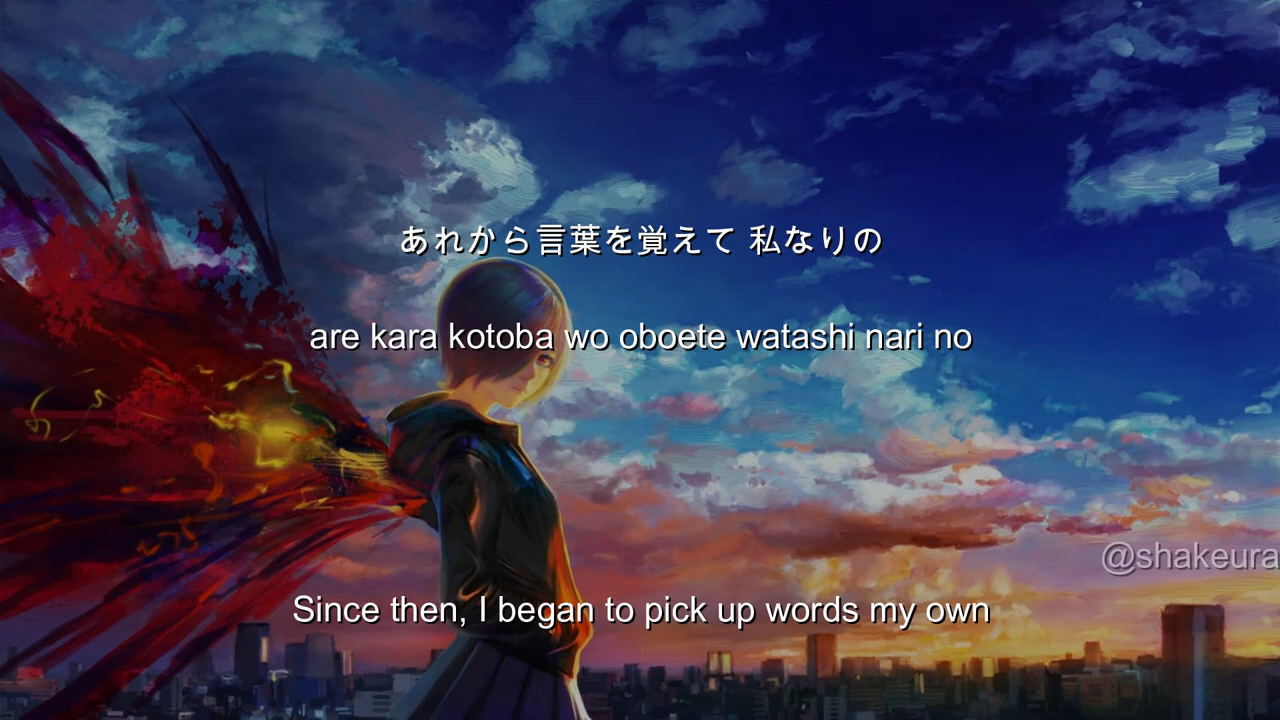 あれから言葉を覚えて 私なりの
are kara kotoba wo oboete watashi nari no
@shakeura
Since then, I began to pick up words my own